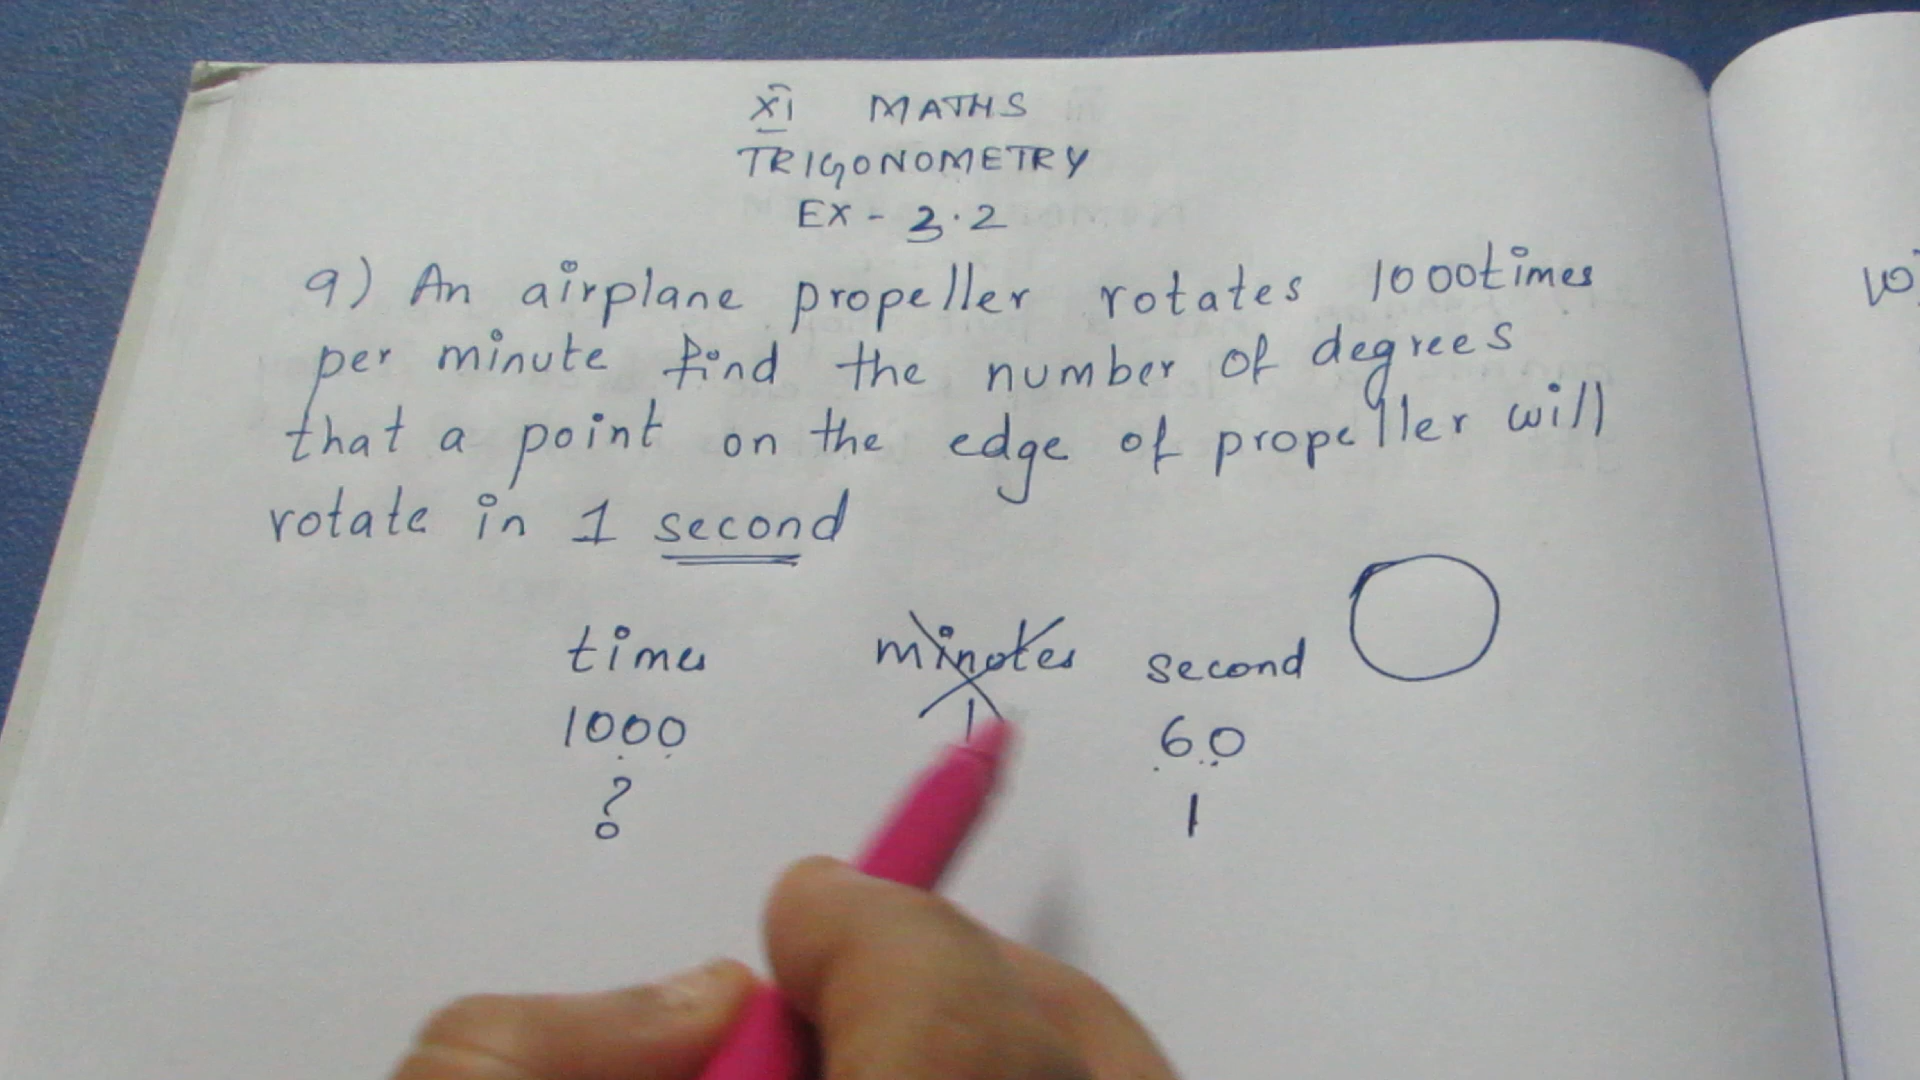 XI MATHS
TRIGONOMETRY
EX - 3.2
9) An airplane propeller rotates 1000times
per minute find the number of degrees
that a point on the edge of propeller will
rotate in 1 second
times minutes second
1000 1 60
? 1